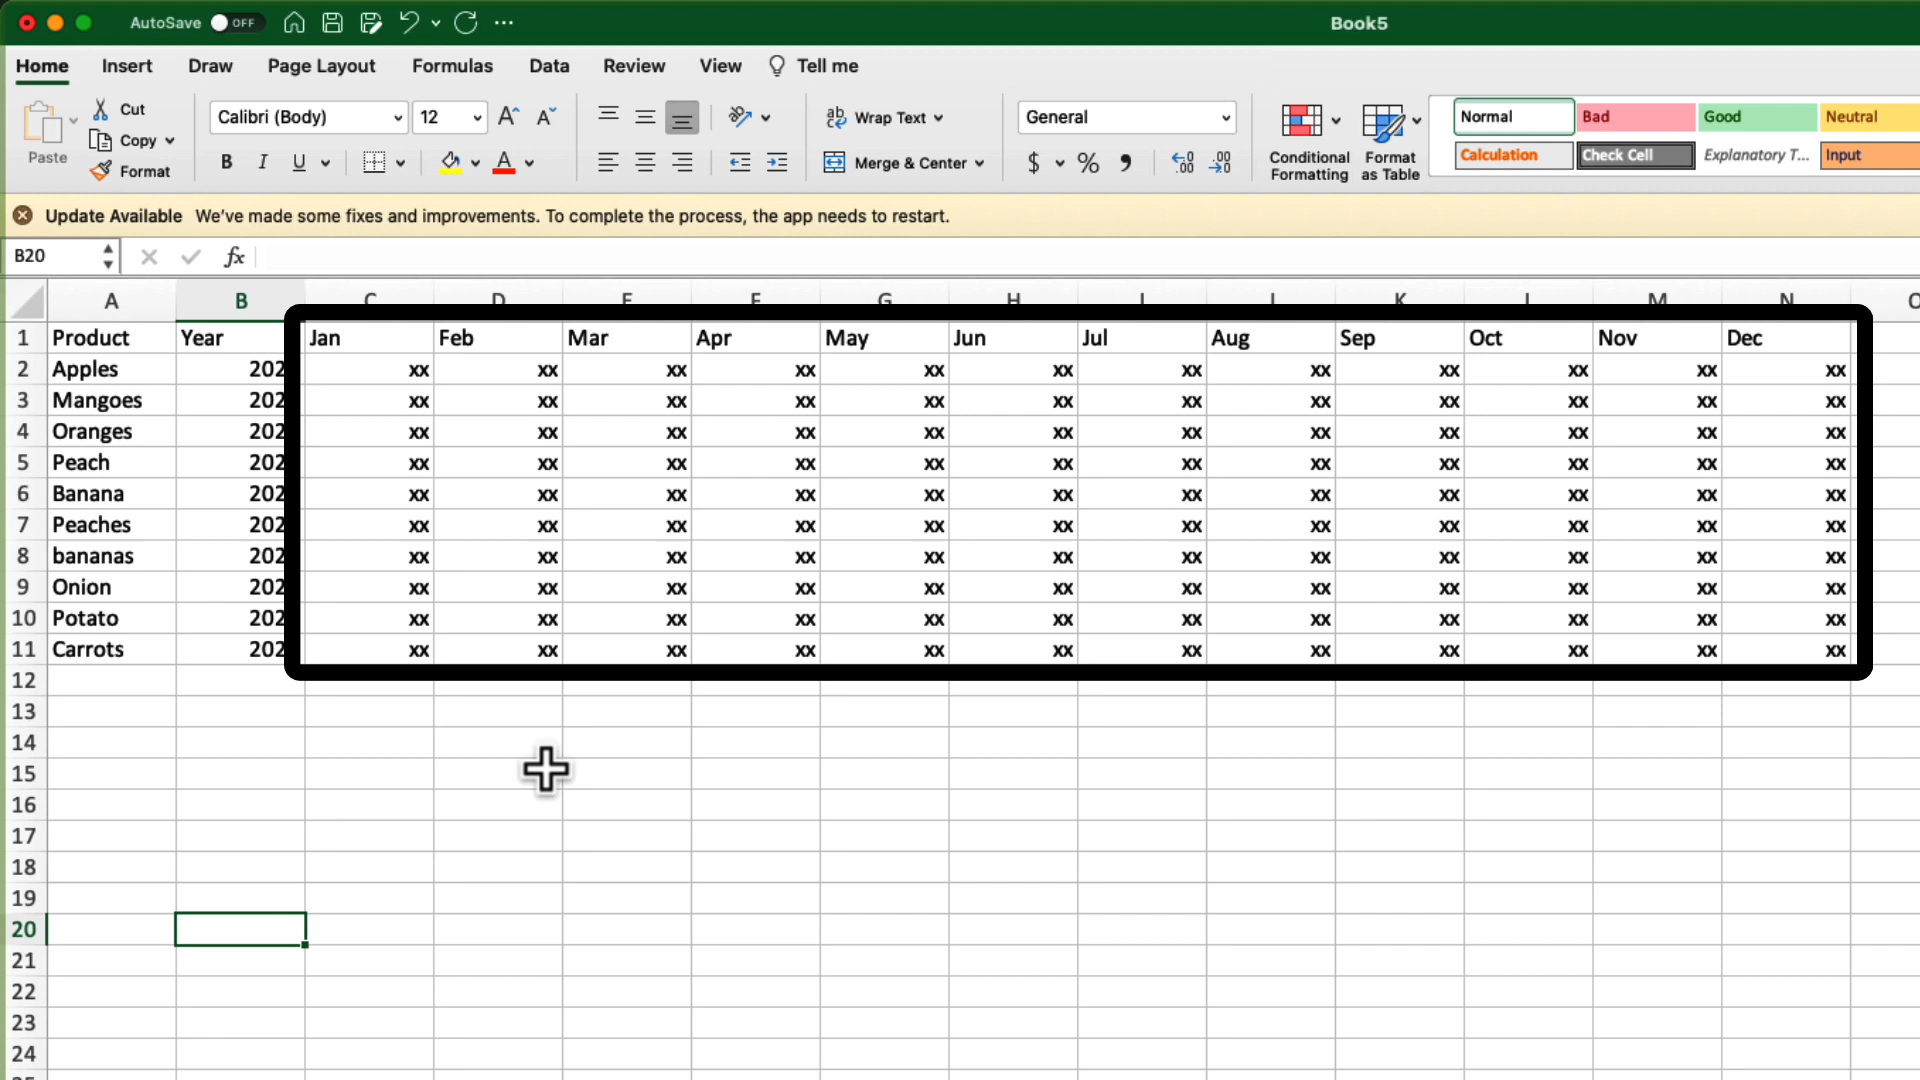 AutoSave OFF Book5
Home Insert Draw Page Layout Formulas Data Review View Tell me
Paste Cut Copy Format
Calibri (Body) 12
Wrap Text
Merge & Center
General
Conditional Formatting
Format as Table
Normal Bad Good Neutral
Calculation Check Cell Explanatory T... Input
Update Available We've made some fixes and improvements. To complete the process, the app needs to restart.
B20 fx
A B C D E F G H I J K L M N
1 Product Year Jan Feb Mar Apr May Jun Jul Aug Sep Oct Nov Dec
2 Apples 202 xx xx xx xx xx xx xx xx xx xx xx xx
3 Mangoes 202 xx xx xx xx xx xx xx xx xx xx xx xx
4 Oranges 202 xx xx xx xx xx xx xx xx xx xx xx xx
5 Peach 202 xx xx xx xx xx xx xx xx xx xx xx xx
6 Banana 202 xx xx xx xx xx xx xx xx xx xx xx xx
7 Peaches 202 xx xx xx xx xx xx xx xx xx xx xx xx
8 bananas 202 xx xx xx xx xx xx xx xx xx xx xx xx
9 Onion 202 xx xx xx xx xx xx xx xx xx xx xx xx
10 Potato 202 xx xx xx xx xx xx xx xx xx xx xx xx
11 Carrots 202 xx xx xx xx xx xx xx xx xx xx xx xx
12
13
14
15
16
17
18
19
20
21
22
23
24